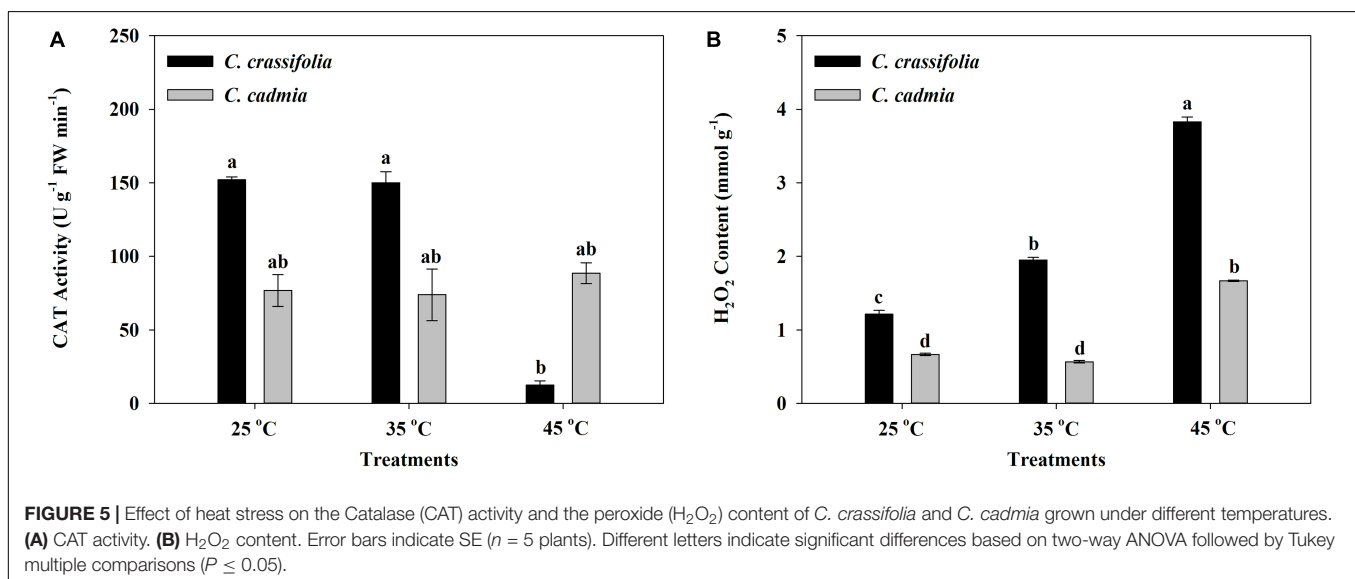 A
250
200
150
100
50
0
CAT Activity (U g⁻¹ FW min⁻¹)
C. crassifolia
C. cadmia
a
ab
a
ab
b
ab
25 °C
35 °C
45 °C
Treatments
B
5
4
3
2
1
0
H₂O₂ Content (mmol g⁻¹)
C. crassifolia
C. cadmia
c
d
b
d
a
b
25 °C
35 °C
45 °C
Treatments
FIGURE 5 | Effect of heat stress on the Catalase (CAT) activity and the peroxide (H₂O₂) content of C. crassifolia and C. cadmia grown under different temperatures.
(A) CAT activity. (B) H₂O₂ content. Error bars indicate SE (n = 5 plants). Different letters indicate significant differences based on two-way ANOVA followed by Tukey
multiple comparisons (P ≤ 0.05).